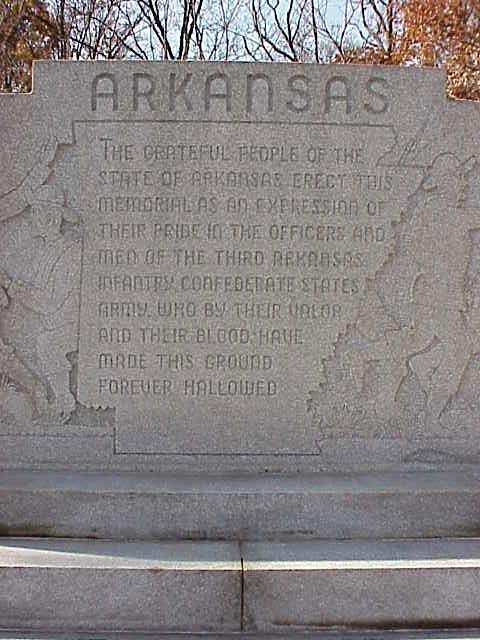 ARKANSAS
THE GRATEFUL PEOPLE OF THE
STATE OF ARKANSAS ERECT THIS
MEMORIAL AS AN EXPRESSION OF
THEIR PRIDE IN THE OFFICERS AND
MEN OF THE THIRD ARKANSAS
INFANTRY, CONFEDERATE STATES
ARMY, WHO BY THEIR VALOR
AND THEIR BLOOD HAVE
MADE THIS GROUND
FOREVER HALLOWED